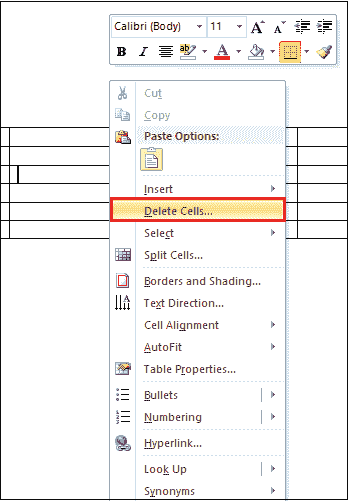 Calibri (Body) 11 A A
B I ab A
Cut
Copy
Paste Options:
Insert
Delete Cells...
Select
Split Cells...
Borders and Shading...
Text Direction...
Cell Alignment
AutoFit
Table Properties...
Bullets
Numbering
Hyperlink...
Look Up
Synonyms